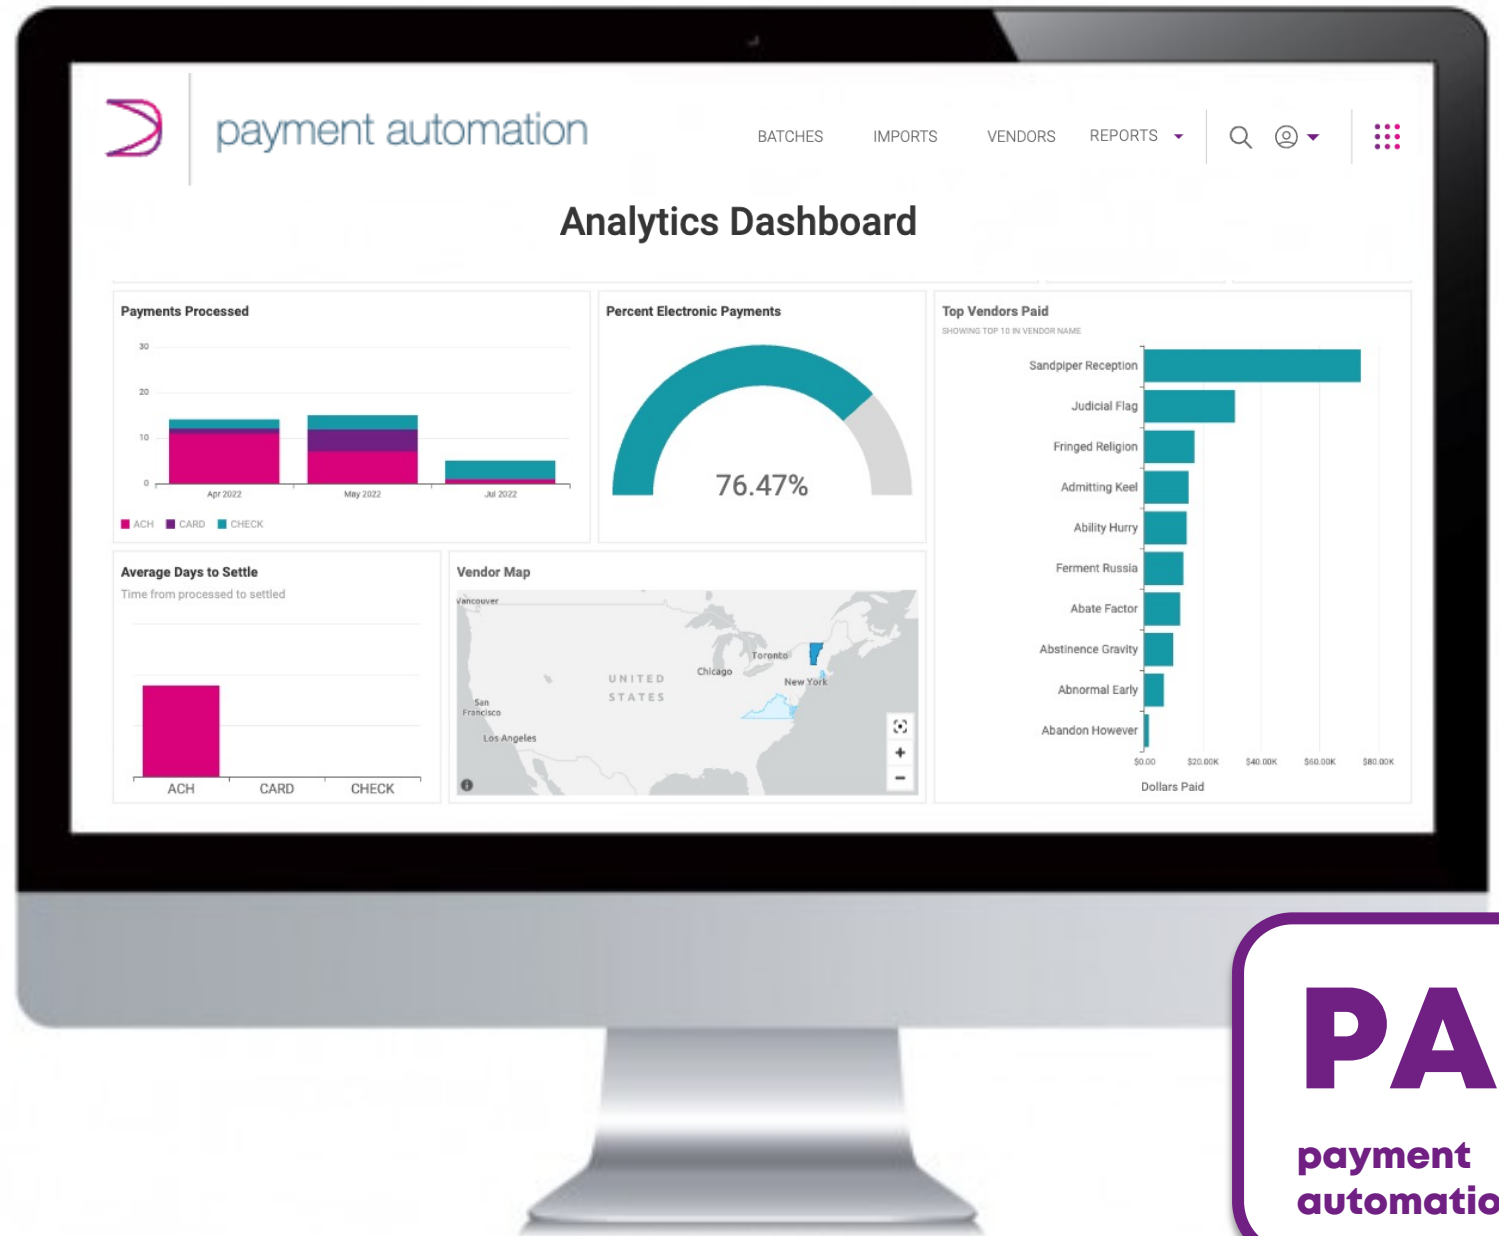 payment automation
BATCHES IMPORTS VENDORS REPORTS
Analytics Dashboard
Payments Processed
30
20
10
0
Apr 2022 May 2022 Jul 2022
ACH CARD CHECK
Percent Electronic Payments
76.47%
Top Vendors Paid
SHOWING TOP 10 IN VENDOR NAME
Sandpiper Reception
Judicial Flag
Fringed Religion
Admitting Keel
Ability Hurry
Ferment Russia
Abate Factor
Abstinence Gravity
Abnormal Early
Abandon However
$0.00 $20.00K $40.00K $60.00K $80.00K
Dollars Paid
Average Days to Settle
Time from processed to settled
ACH CARD CHECK
Vendor Map
Vancouver
Toronto
Chicago
New York
UNITED
STATES
San
Francisco
Los Angeles
PA
payment
automatio